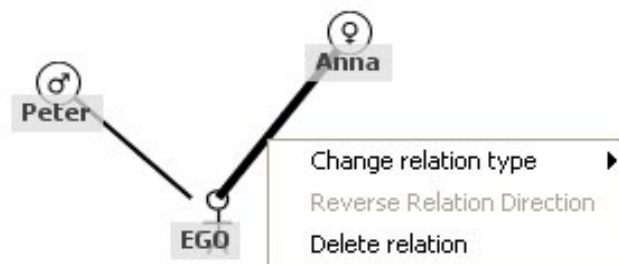 Anna
Peter
Change relation type
Reverse Relation Direction
EGO
Delete relation